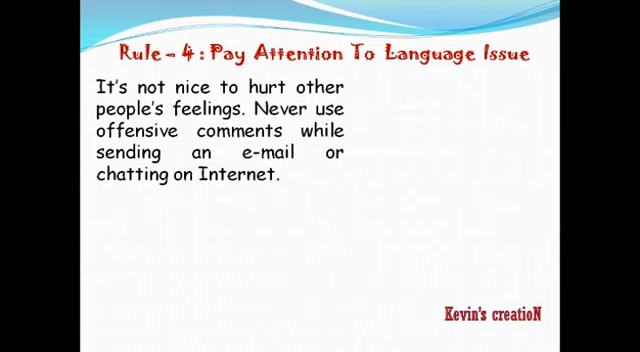 Rule - 4 : Pay Attention To Language Issue
It's not nice to hurt other
people's feelings. Never use
offensive comments while
sending an e-mail or
chatting on Internet.
Kevin's creatioN